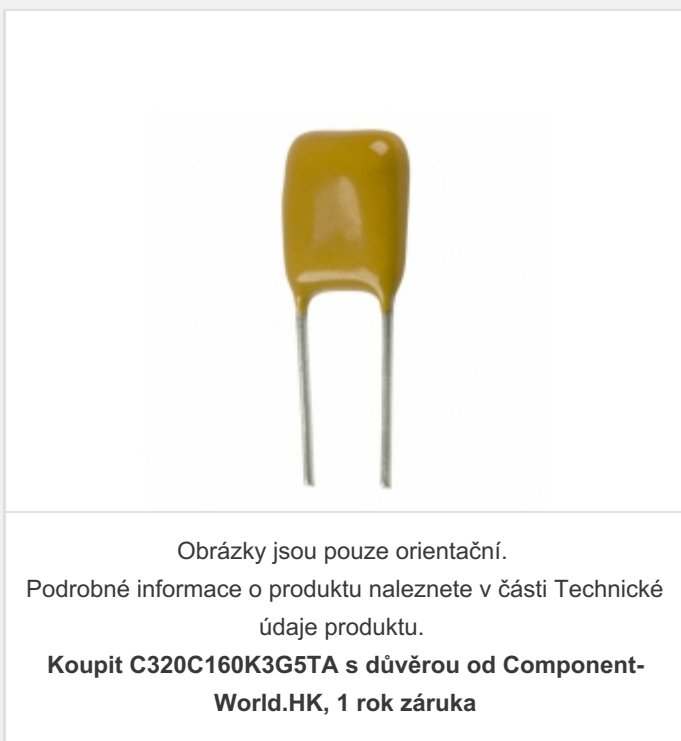 Obrázky jsou pouze orientační.
Podrobné informace o produktu naleznete v části Technické
údaje produktu.
Koupit C320C160K3G5TA s důvěrou od Component-
World.HK, 1 rok záruka